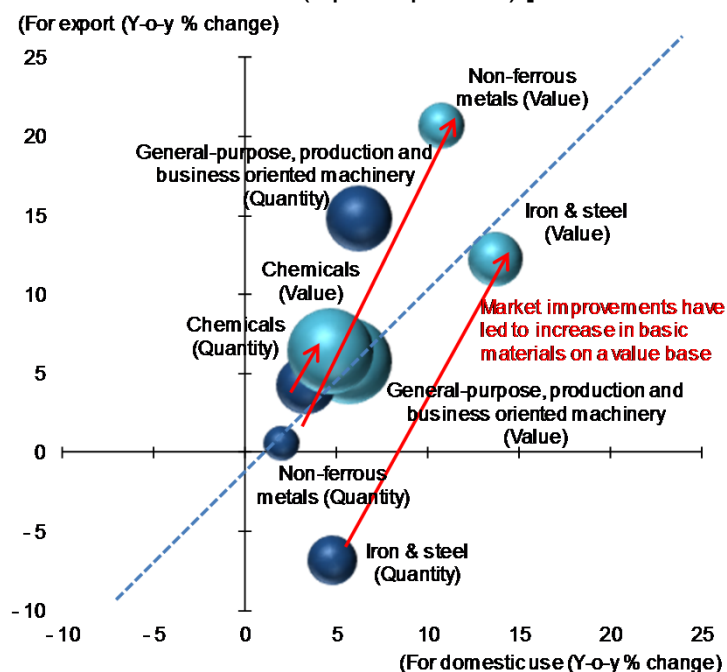 (For export (Y-o-y % change)
25
20
15
10
5
0
- 5
- 10
- 10
- 5
0
5
10
15
20
25
Non-ferrous
metals (Value)
General-purpose, production and
business oriented machinery
(Quantity)
Iron & steel
(Value)
Chemicals
(Value)
Chemicals
(Quantity)
Market improvements have
led to increase in basic
materials on a value base
General-purpose, production and
business oriented machinery
(Value)
Non-ferrous
metals (Quantity)
Iron & steel
(Quantity)
(For domestic use (Y-o-y % change)